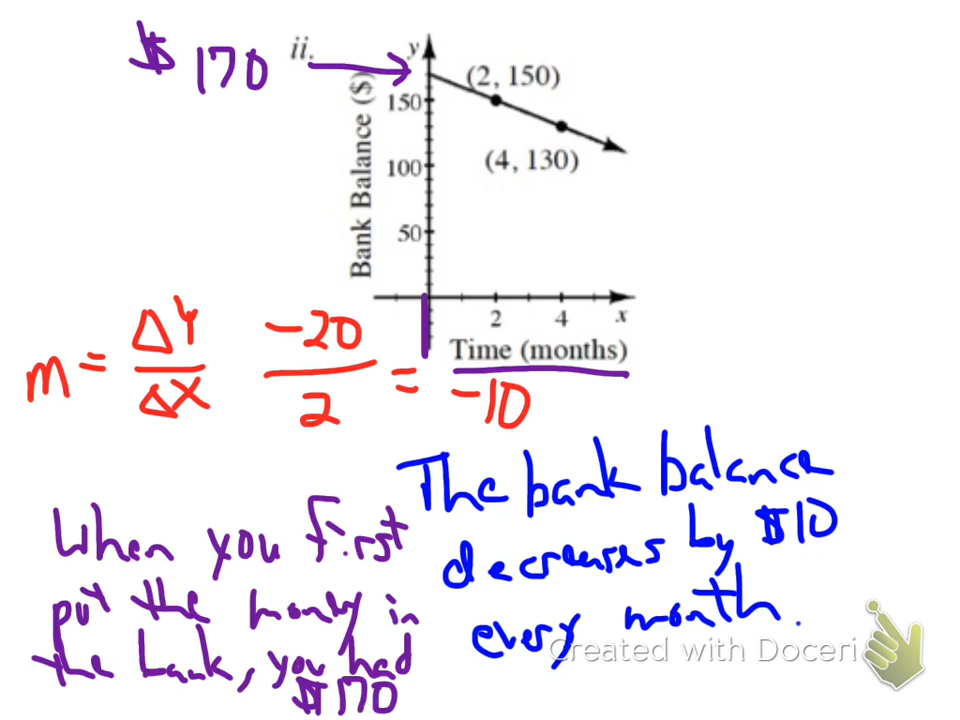 $170
ii.
y
(2, 150)
150
(4, 130)
100
50
Bank Balance ($)
2 4 x
Time (months)
m = ΔY/ΔX -20/2 = -10
The bank balance
decreases by $10
every month.
When you first
put the money in
the bank, you had
$170
Created with Doceri